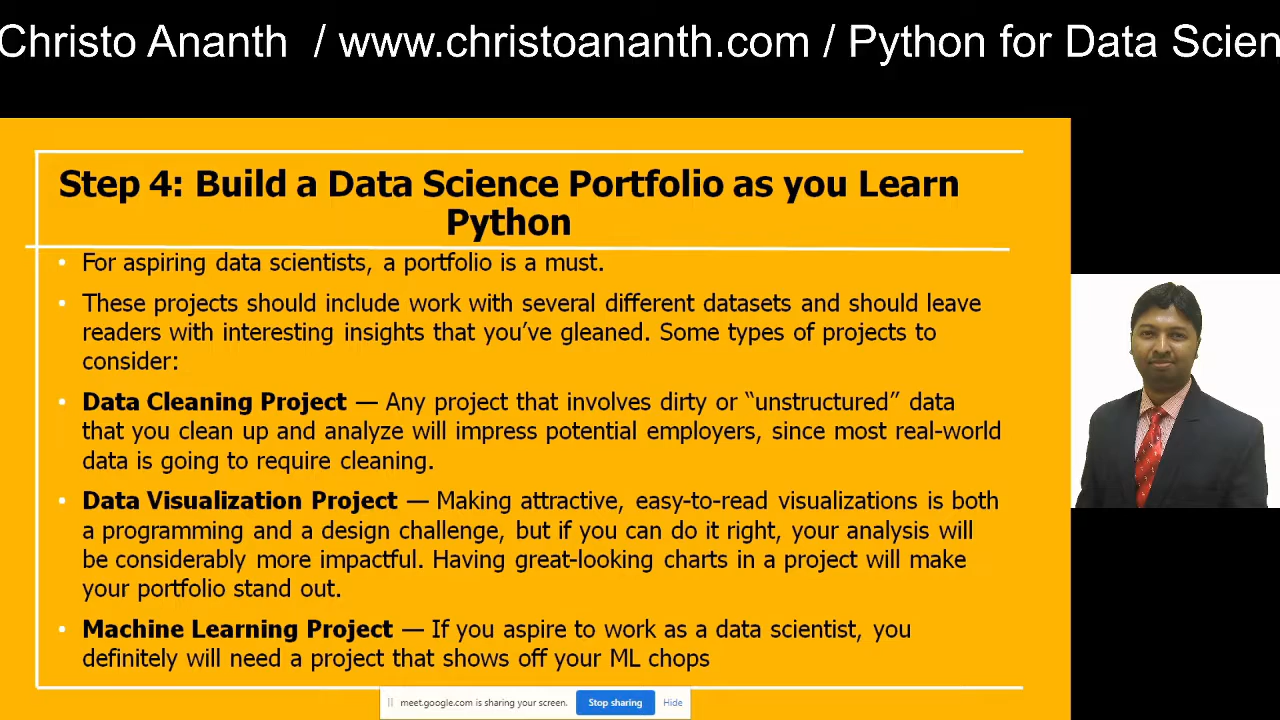 Christo Ananth / www.christoananth.com / Python for Data Scien
Step 4: Build a Data Science Portfolio as you Learn
Python
• For aspiring data scientists, a portfolio is a must.
• These projects should include work with several different datasets and should leave
readers with interesting insights that you’ve gleaned. Some types of projects to
consider:
• Data Cleaning Project — Any project that involves dirty or “unstructured” data
that you clean up and analyze will impress potential employers, since most real-world
data is going to require cleaning.
• Data Visualization Project — Making attractive, easy-to-read visualizations is both
a programming and a design challenge, but if you can do it right, your analysis will
be considerably more impactful. Having great-looking charts in a project will make
your portfolio stand out.
• Machine Learning Project — If you aspire to work as a data scientist, you
definitely will need a project that shows off your ML chops
meet.google.com is sharing your screen. Stop sharing Hide